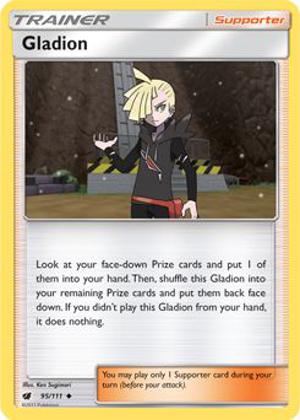 TRAINER
Supporter
Gladion
Look at your face-down Prize cards and put 1 of
them into your hand. Then, shuffle this Gladion into
your remaining Prize cards and put them back face
down. If you didn't play this Gladion from your hand,
it does nothing.
Illus. Ken Sugimori
95/111
©2017 Pokémon
You may play only 1 Supporter card during your
turn (before your attack).